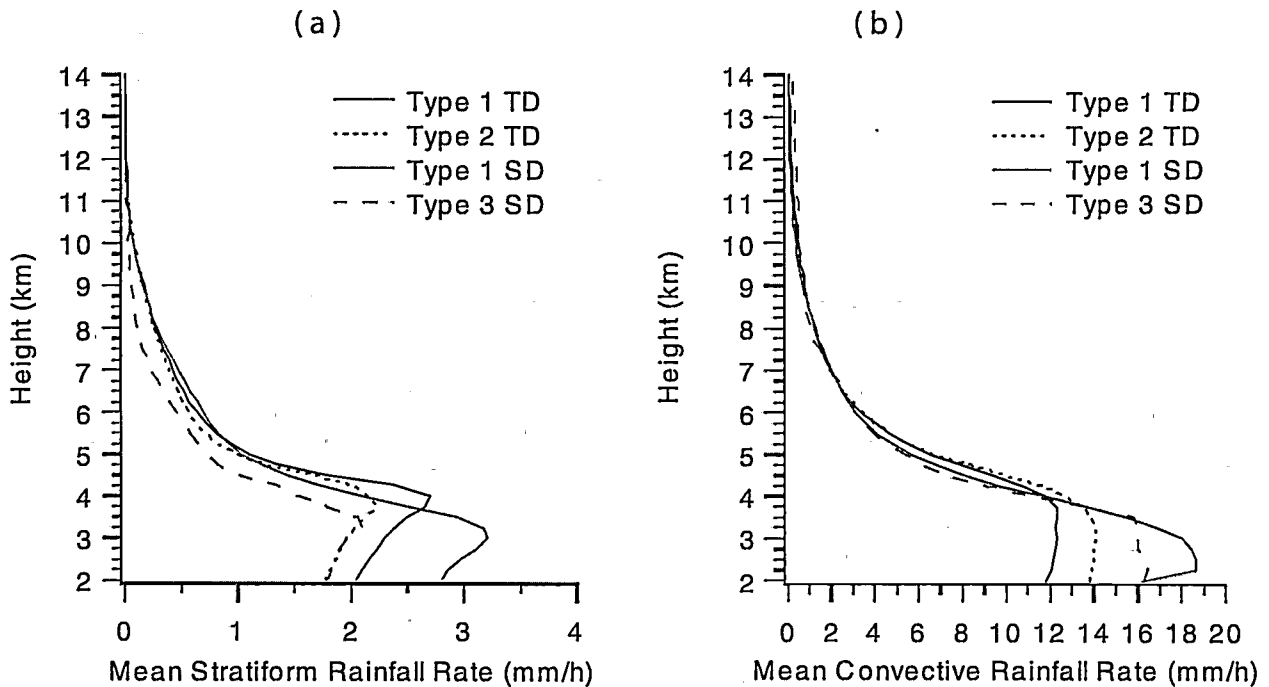 (a)
14
13
12
11
10
9
8
7
6
5
4
3
2
Height (km)
Type 1 TD
Type 2 TD
Type 1 SD
Type 3 SD
0 1 2 3 4
Mean Stratiform Rainfall Rate (mm/h)
(b)
14
13
12
11
10
9
8
7
6
5
4
3
2
Height (km)
Type 1 TD
Type 2 TD
Type 1 SD
Type 3 SD
0 2 4 6 8 10 12 14 16 18 20
Mean Convective Rainfall Rate (mm/h)